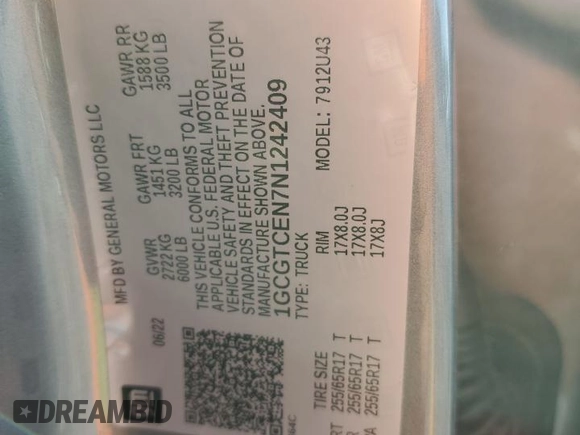 MFD BY GENERAL MOTORS LLC
06/22
GVWR GAWR FRT GAWR RR
2722 KG 1451 KG 1588 KG
6000 LB 3200 LB 3500 LB
THIS VEHICLE CONFORMS TO ALL
APPLICABLE U.S. FEDERAL MOTOR
VEHICLE SAFETY AND THEFT PREVENTION
STANDARDS IN EFFECT ON THE DATE OF
MANUFACTURE SHOWN ABOVE.
1GCGTCEN7N1242409
TYPE: TRUCK MODEL: 7912U43
TIRE SIZE RIM
RT 255/65R17 T 17X8.0J
R 255/65R17 T 17X8.0J
255/65R17 T 17X8J
DREAMBID